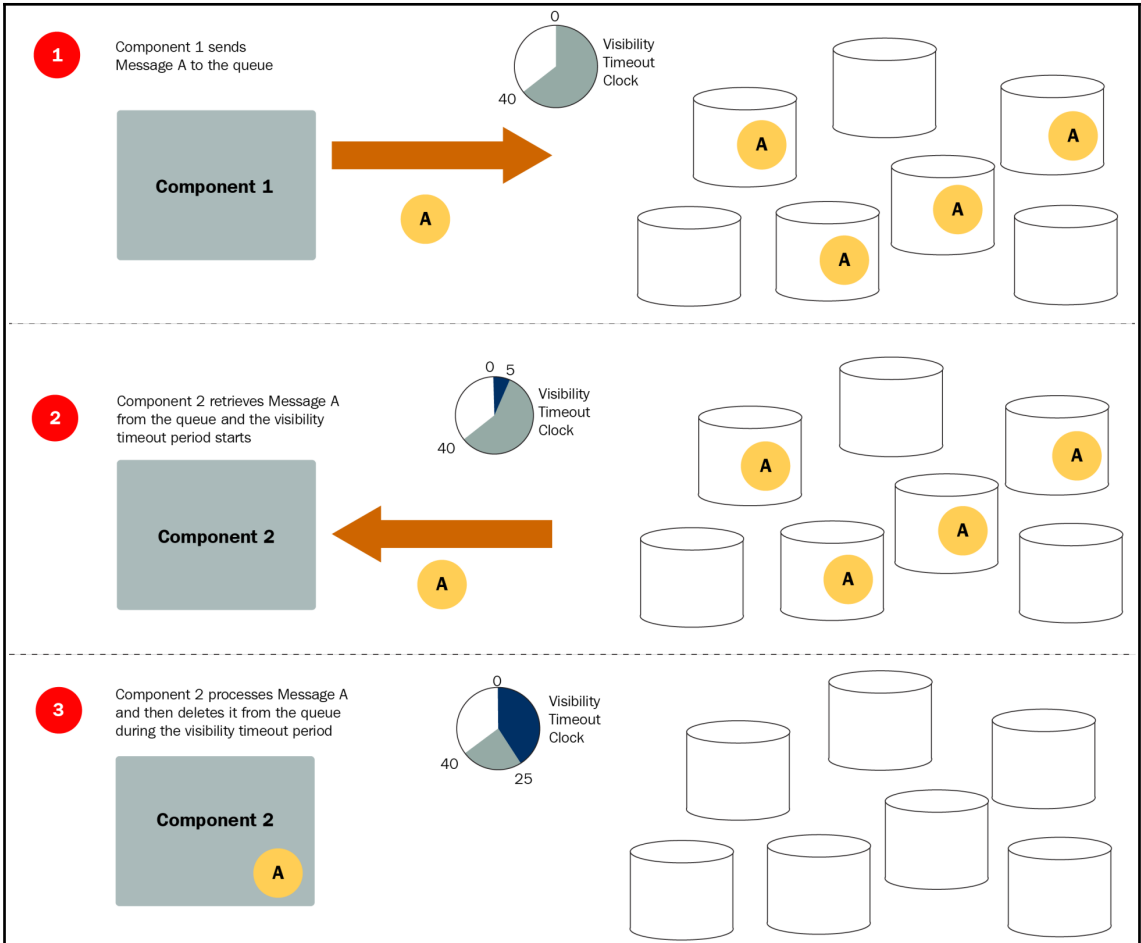 1
Component 1 sends
Message A to the queue
0
Visibility
Timeout
Clock
40
Component 1
A
A
A
A
A
2
Component 2 retrieves Message A
from the queue and the visibility
timeout period starts
0 5
Visibility
Timeout
Clock
40
Component 2
A
A
A
A
A
3
Component 2 processes Message A
and then deletes it from the queue
during the visibility timeout period
0
Visibility
Timeout
Clock
40
25
Component 2
A